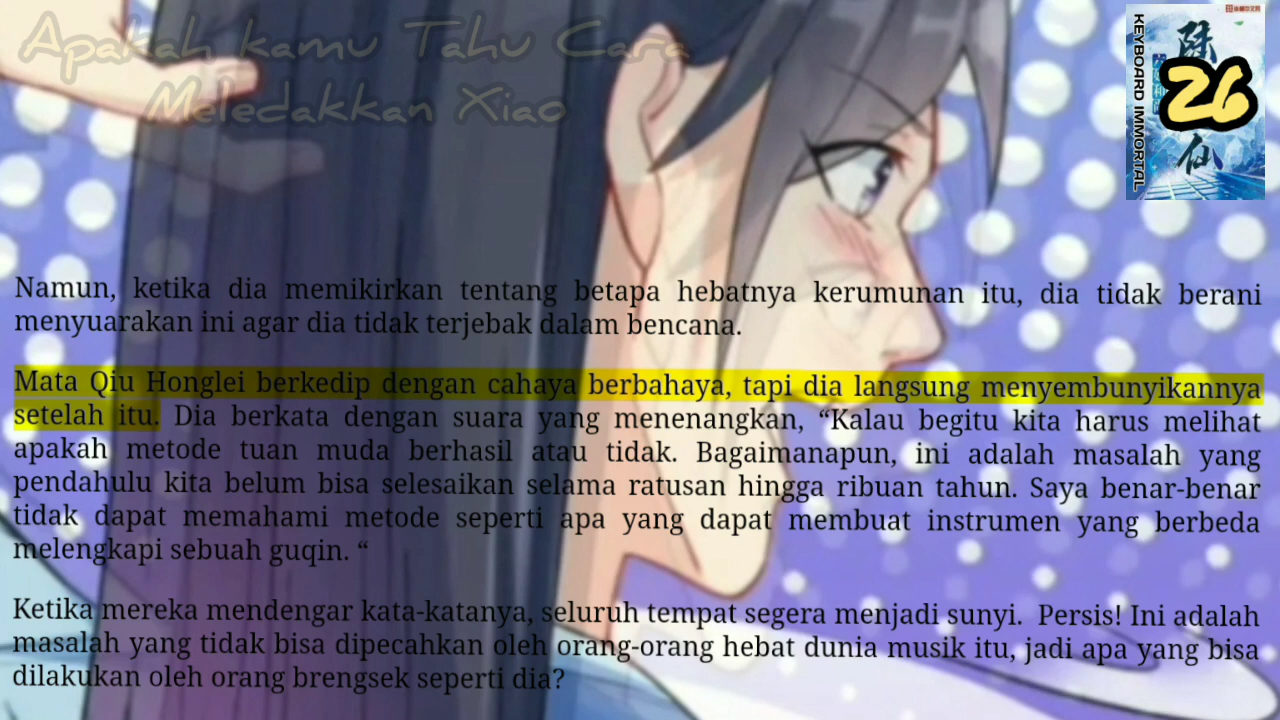 Apakah kamu Tahu Cara
Meledakkan Xiao
KEYBOARD IMMORTAL
陆
26
仙
Namun, ketika dia memikirkan tentang betapa hebatnya kerumunan itu, dia tidak berani
menyuarakan ini agar dia tidak terjebak dalam bencana.
Mata Qiu Honglei berkedip dengan cahaya berbahaya, tapi dia langsung menyembunyikannya
setelah itu. Dia berkata dengan suara yang menenangkan, “Kalau begitu kita harus melihat
apakah metode tuan muda berhasil atau tidak. Bagaimanapun, ini adalah masalah yang
pendahulu kita belum bisa selesaikan selama ratusan hingga ribuan tahun. Saya benar-benar
tidak dapat memahami metode seperti apa yang dapat membuat instrumen yang berbeda
melengkapi sebuah guqin. “
Ketika mereka mendengar kata-katanya, seluruh tempat segera menjadi sunyi. Persis! Ini adalah
masalah yang tidak bisa dipecahkan oleh orang-orang hebat dunia musik itu, jadi apa yang bisa
dilakukan oleh orang brengsek seperti dia?